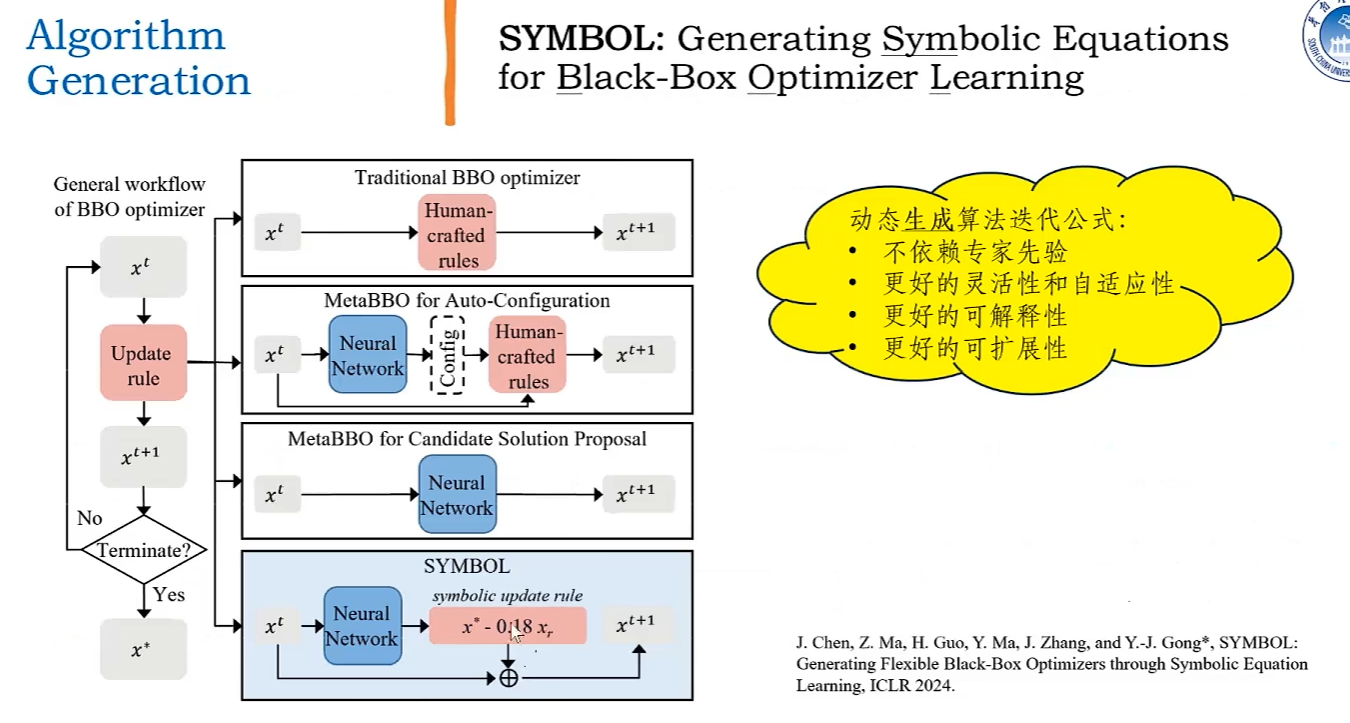 Algorithm
Generation
SYMBOL: Generating Symbolic Equations
for Black-Box Optimizer Learning
General workflow
of BBO optimizer
x^t
Update
rule
x^{t+1}
No
Terminate?
Yes
x^*
Traditional BBO optimizer
x^t
Human-
crafted
rules
x^{t+1}
MetaBBO for Auto-Configuration
x^t
Neural
Network
Config
Human-
crafted
rules
x^{t+1}
MetaBBO for Candidate Solution Proposal
x^t
Neural
Network
x^{t+1}
SYMBOL
symbolic update rule
x^t
Neural
Network
x^* - 0.18 x_r
x^{t+1}
动态生成算法迭代公式:
• 不依赖专家先验
• 更好的灵活性和自适应性
• 更好的可解释性
• 更好的可扩展性
J. Chen, Z. Ma, H. Guo, Y. Ma, J. Zhang, and Y.-J. Gong*, SYMBOL:
Generating Flexible Black-Box Optimizers through Symbolic Equation
Learning, ICLR 2024.